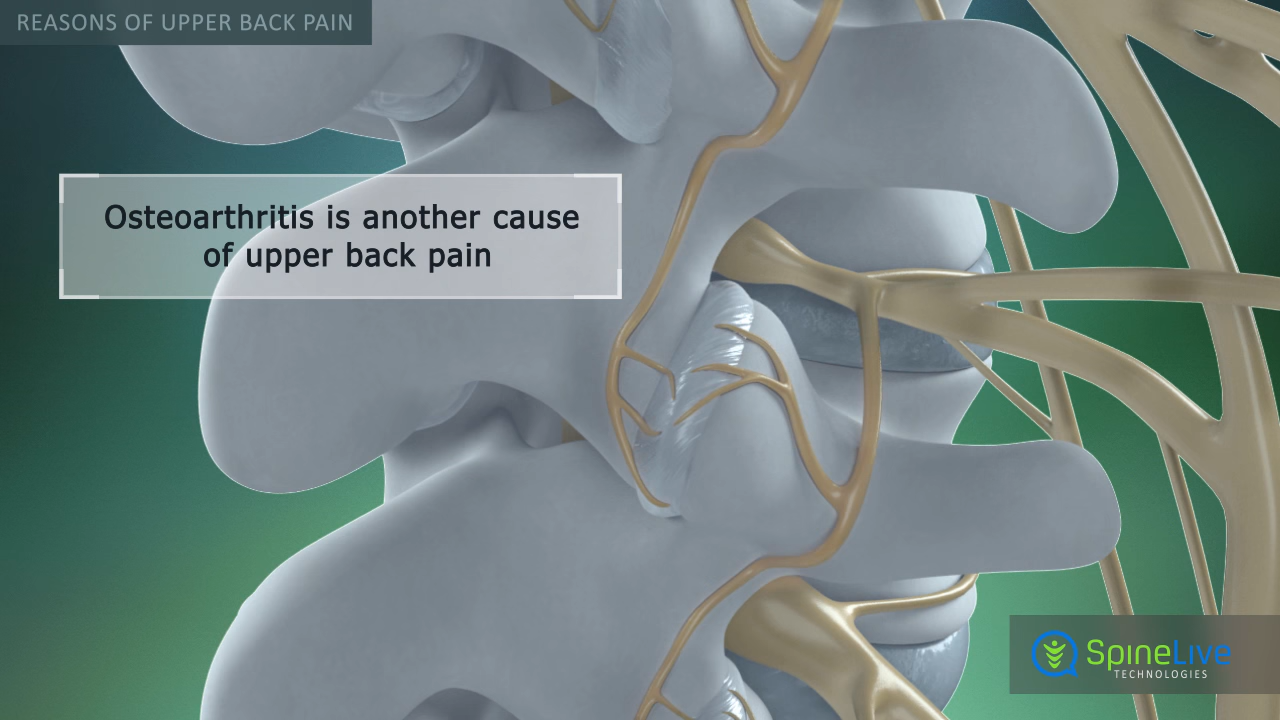 REASONS OF UPPER BACK PAIN
Osteoarthritis is another cause
of upper back pain
SpineLive
TECHNOLOGIES